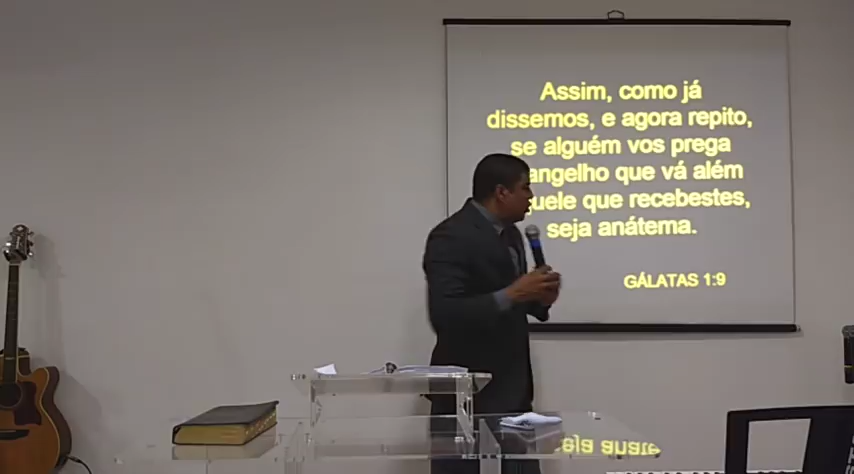 Assim, como já
dissemos, e agora repito,
se alguém vos prega
angelho que vá além
uele que recebestes,
seja anátema.
GÁLATAS 1:9